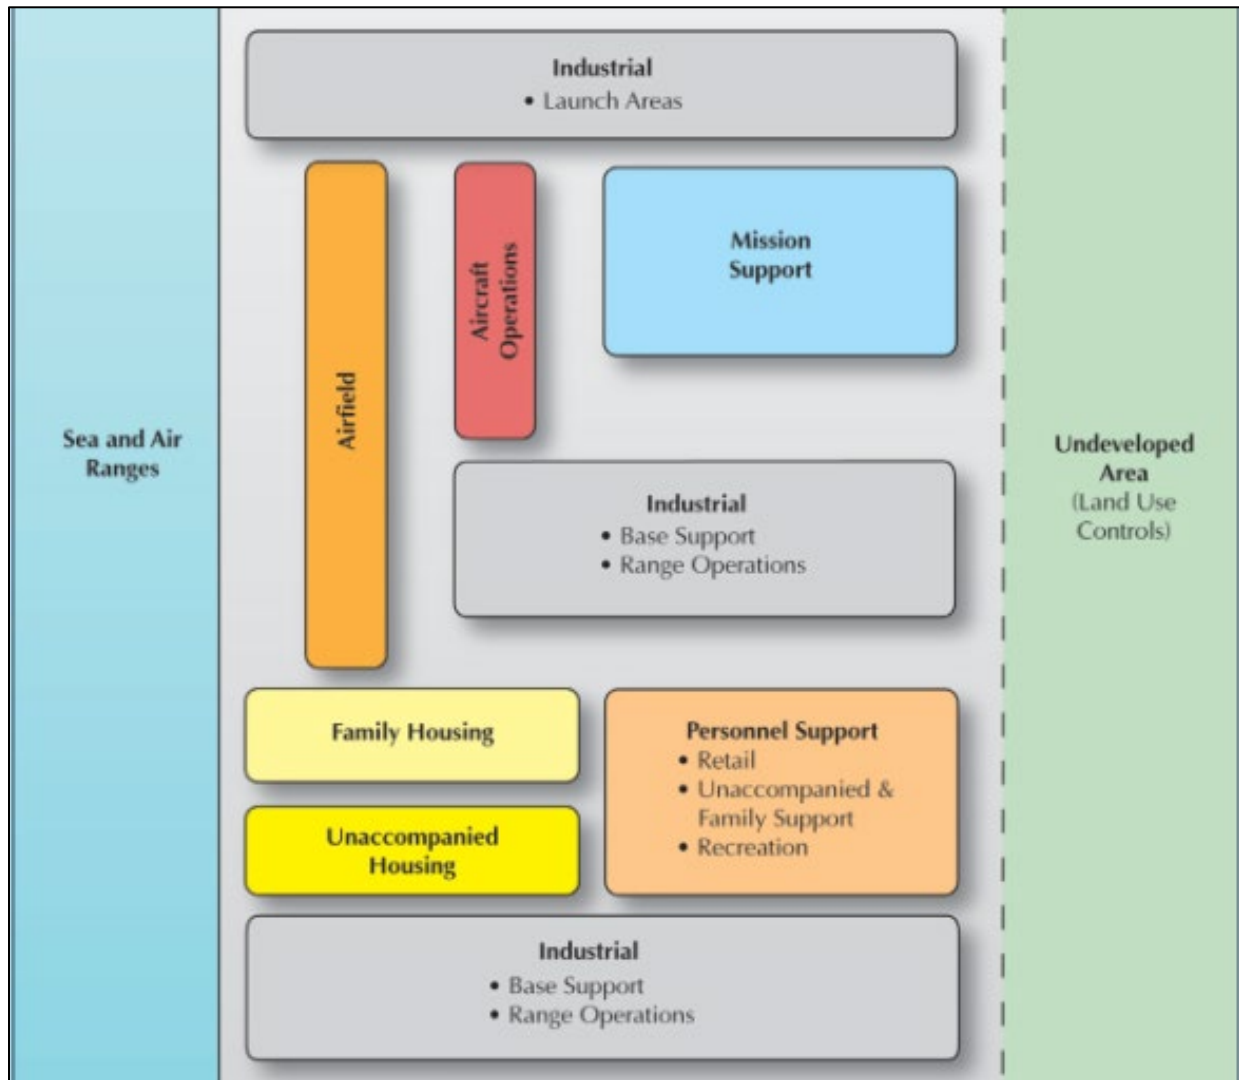 Industrial
• Launch Areas
Sea and Air
Ranges
Airfield
Aircraft
Operations
Mission
Support
Industrial
• Base Support
• Range Operations
Family Housing
Unaccompanied
Housing
Personnel Support
• Retail
• Unaccompanied &
Family Support
• Recreation
Industrial
• Base Support
• Range Operations
Undeveloped
Area
(Land Use
Controls)